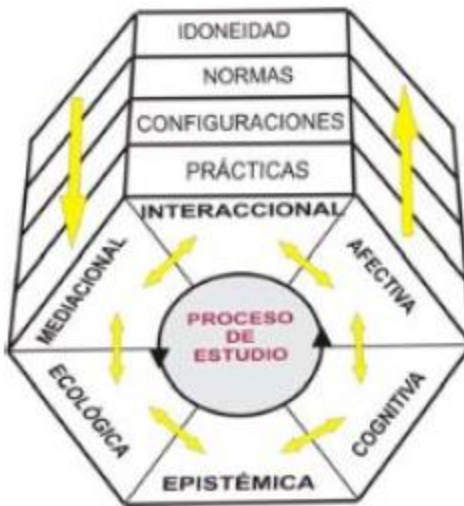 IDONEIDAD
NORMAS
CONFIGURACIONES
PRÁCTICAS
INTERACCIONAL
MEDIACIONAL
AFECTIVA
PROCESO
DE
ESTUDIO
ECOLÓGICA
COGNITIVA
EPISTÉMICA